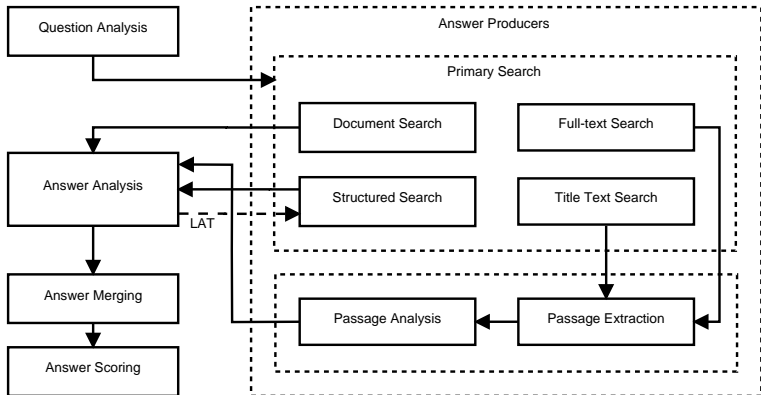 Question Analysis
Answer Producers
Primary Search
Document Search
Full-text Search
Answer Analysis
Structured Search
Title Text Search
LAT
Answer Merging
Passage Analysis
Passage Extraction
Answer Scoring